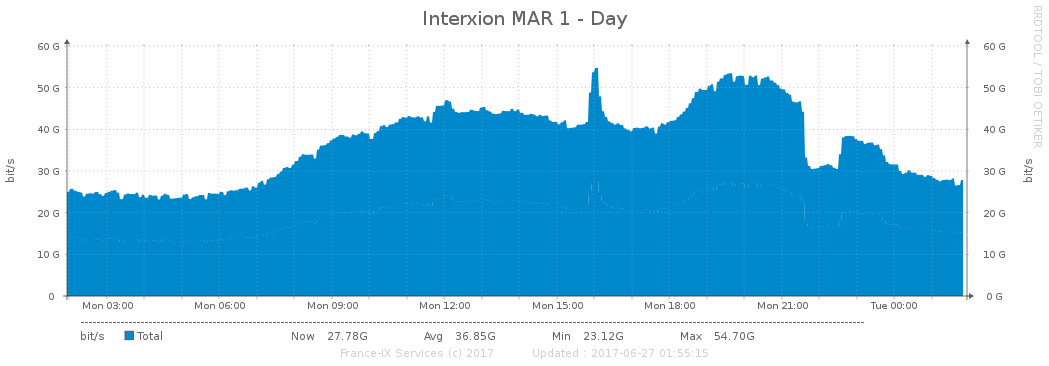 Interxion MAR 1 - Day
RRDTOOL / TOBI OETIKER
60 G 60 G
50 G 50 G
40 G 40 G
30 G 30 G
20 G 20 G
10 G 10 G
0 0 G
bit/s bit/s
Mon 03:00 Mon 06:00 Mon 09:00 Mon 12:00 Mon 15:00 Mon 18:00 Mon 21:00 Tue 00:00
bit/s Total Now 27.78G Avg 36.85G Min 23.12G Max 54.70G
France-IX Services (c) 2017 Updated : 2017-06-27 01:55:15